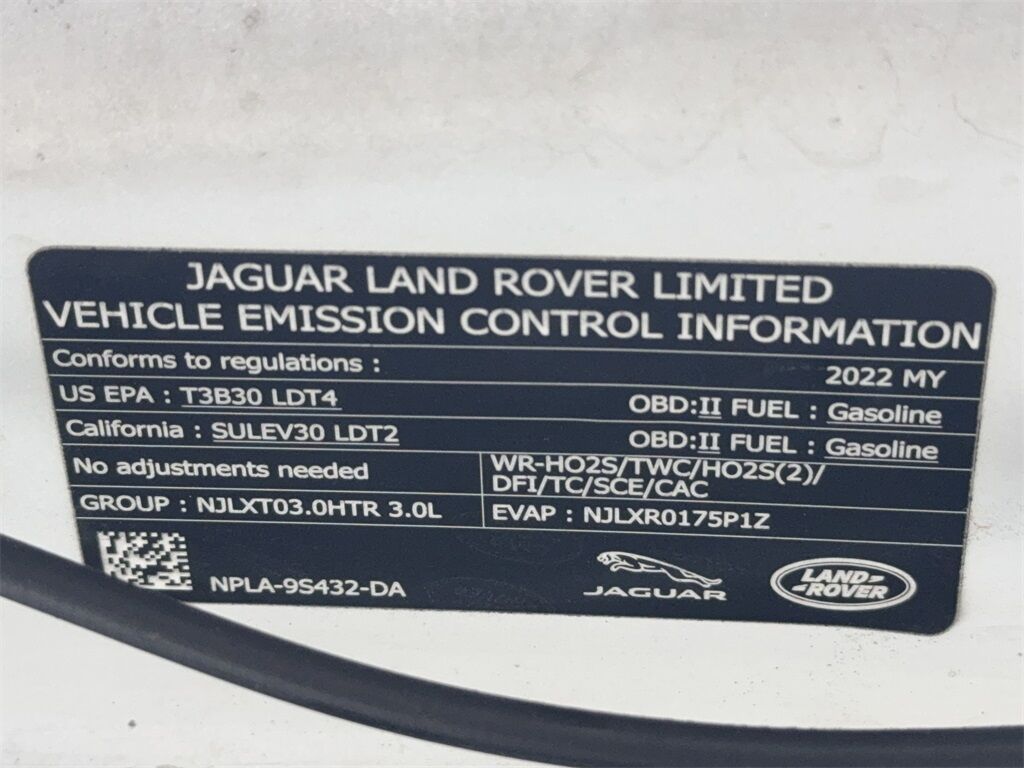 JAGUAR LAND ROVER LIMITED
VEHICLE EMISSION CONTROL INFORMATION
Conforms to regulations : 2022 MY
US EPA : T3B30 LDT4 OBD:II FUEL : Gasoline
California : SULEV30 LDT2 OBD:II FUEL : Gasoline
No adjustments needed
WR-HO2S/TWC/HO2S(2)/
DFI/TC/SCE/CAC
GROUP : NJLXT03.0HTR 3.0L
EVAP : NJLXR0175P1Z
NPLA-9S432-DA
JAGUAR
LAND-
-ROVER